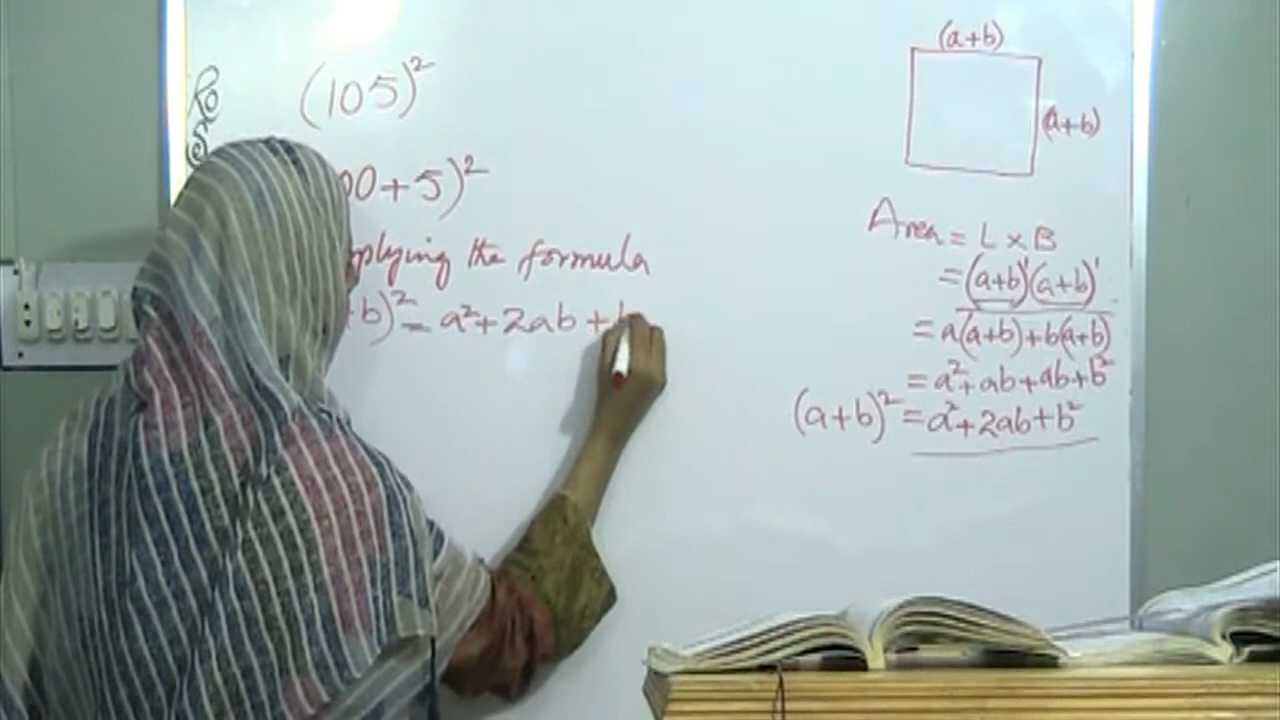 (105)²
00+5)²
plying the formula
+b)² = a²+2ab+b
(a+b)
(a+b)
Area = L × B
= (a+b)'(a+b)'
= a(a+b)+b(a+b)
= a²+ab+ab+b²
(a+b)² = a²+2ab+b²